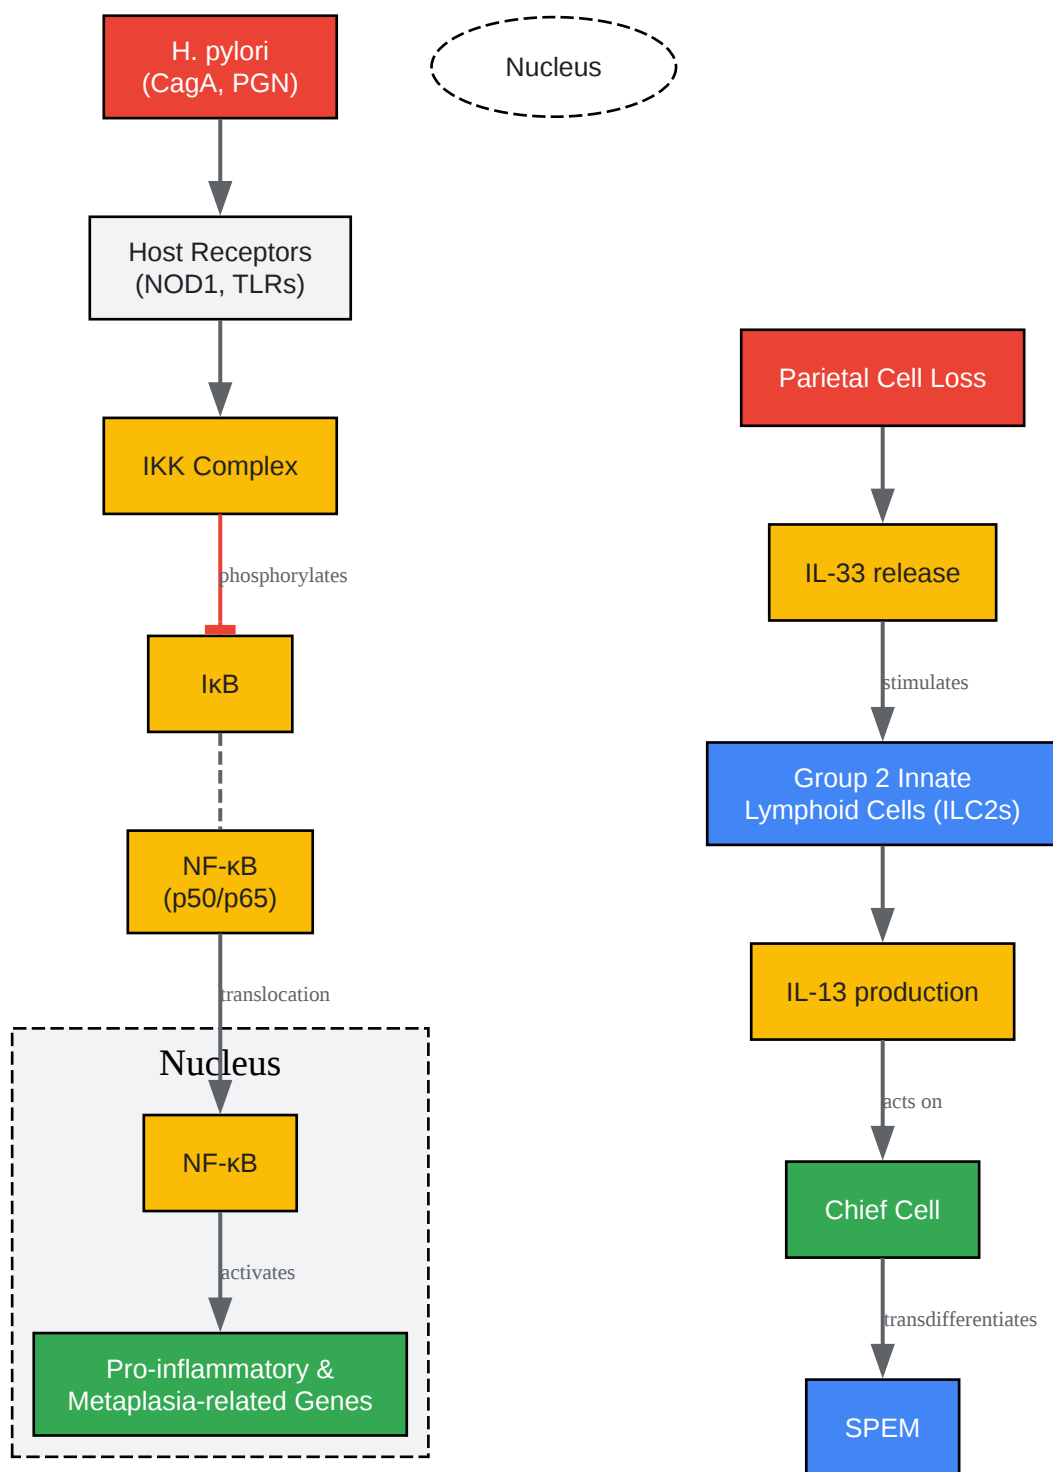 H. pylori
(CagA, PGN)
Nucleus
Host Receptors
(NOD1, TLRs)
IKK Complex
phosphorylates
IκB
NF-κB
(p50/p65)
translocation
Nucleus
NF-κB
activates
Pro-inflammatory &
Metaplasia-related Genes
Parietal Cell Loss
IL-33 release
stimulates
Group 2 Innate
Lymphoid Cells (ILC2s)
IL-13 production
acts on
Chief Cell
transdifferentiates
SPEM